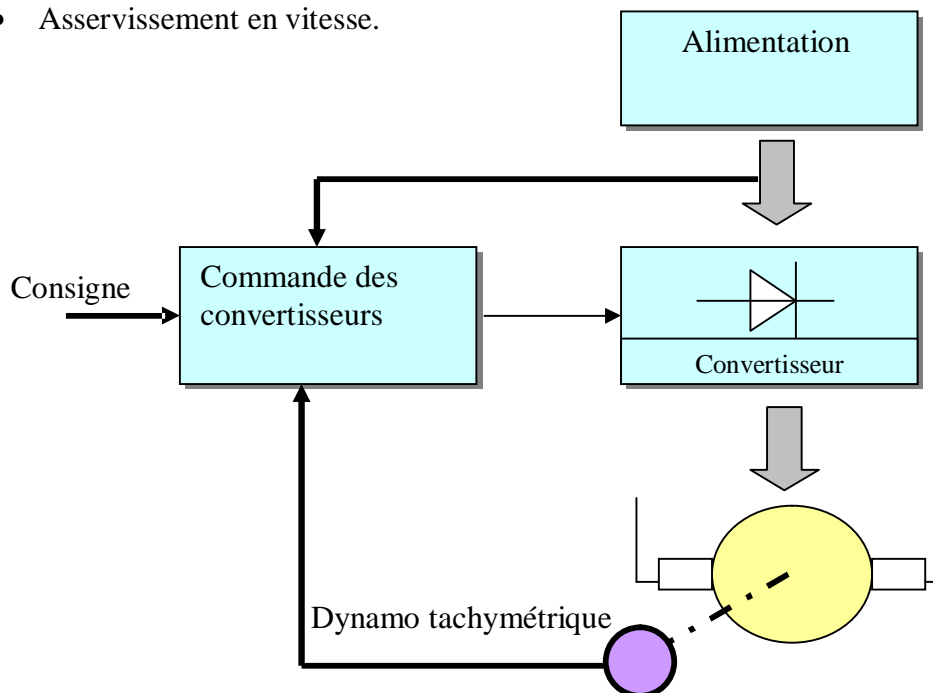 • Asservissement en vitesse.
Alimentation
Consigne
Commande des
convertisseurs
Convertisseur
Dynamo tachymétrique